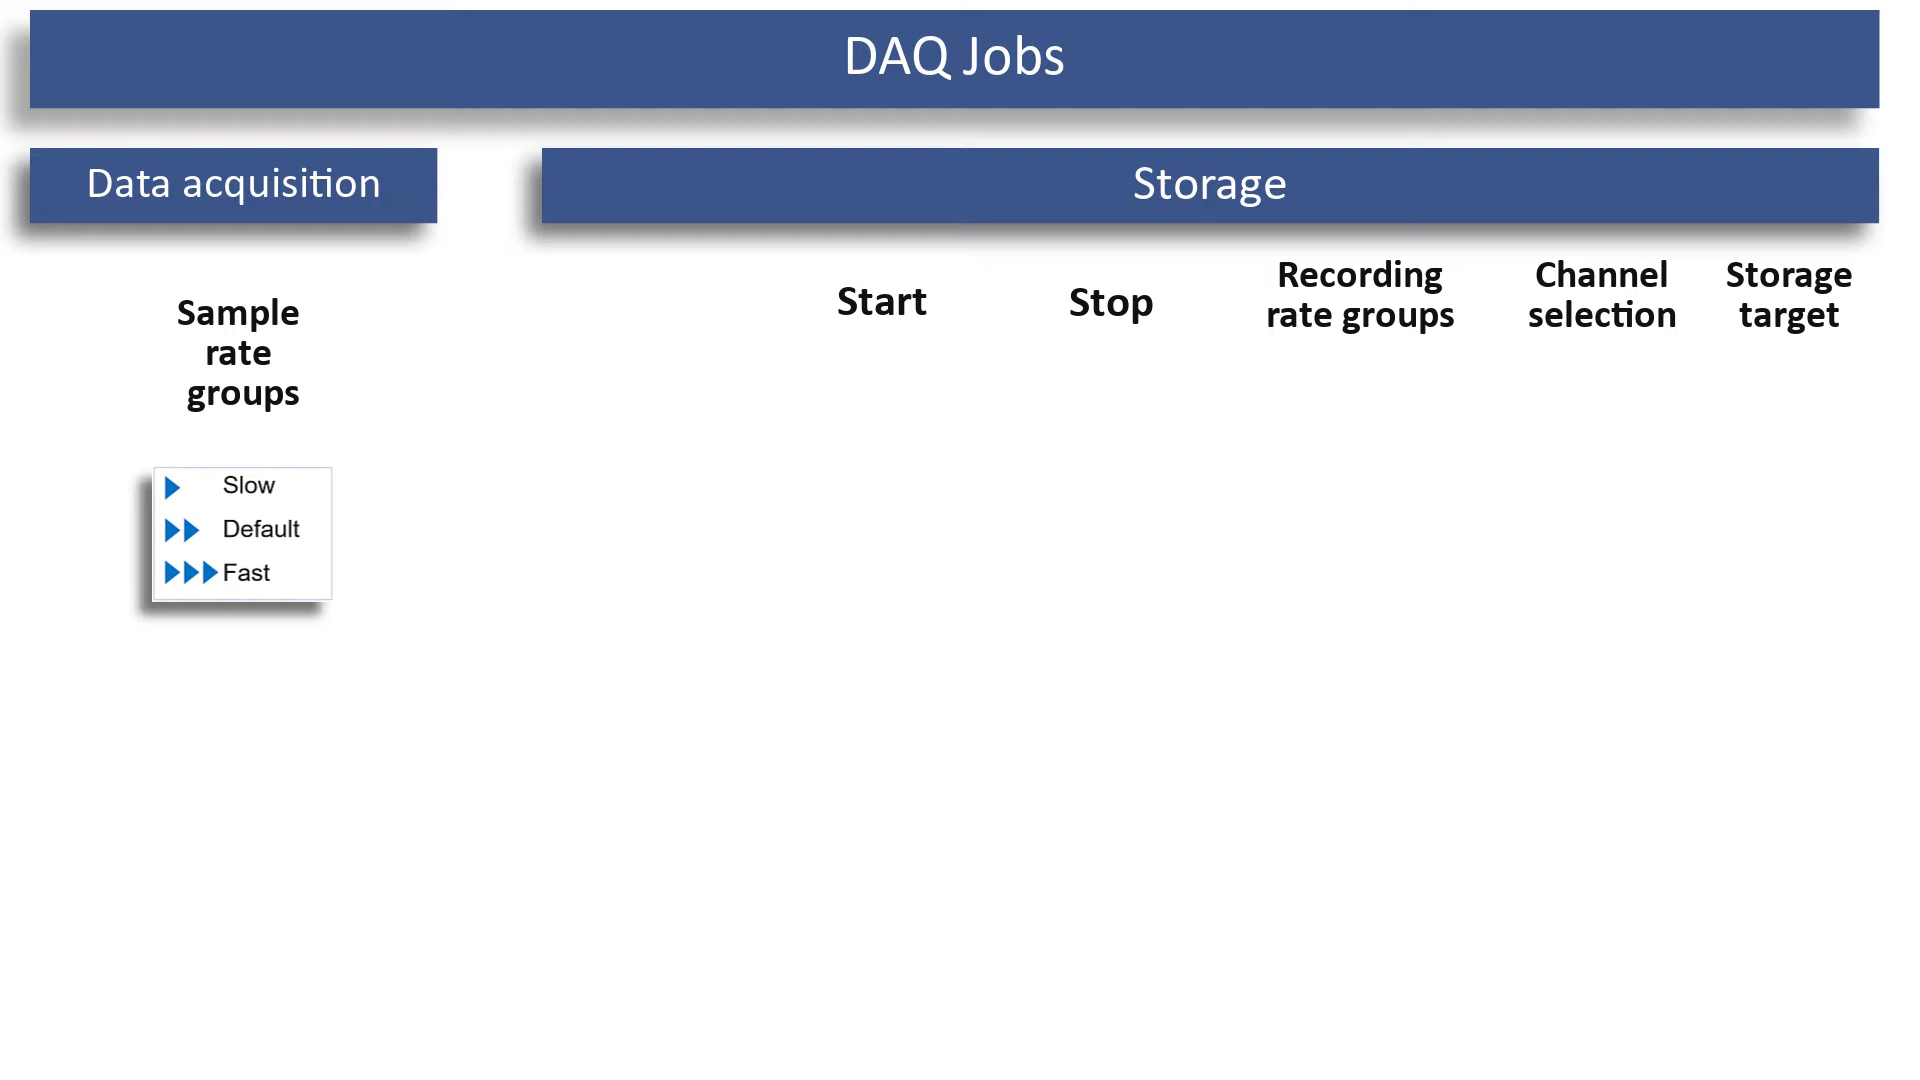 DAQ Jobs
Data acquisition
Storage
Sample
rate
groups
Slow
Default
Fast
Start
Stop
Recording
rate groups
Channel
selection
Storage
target